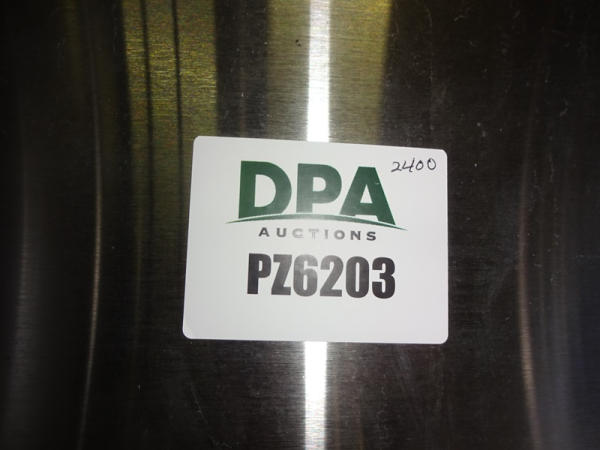 2400
DPA
AUCTIONS
PZ6203